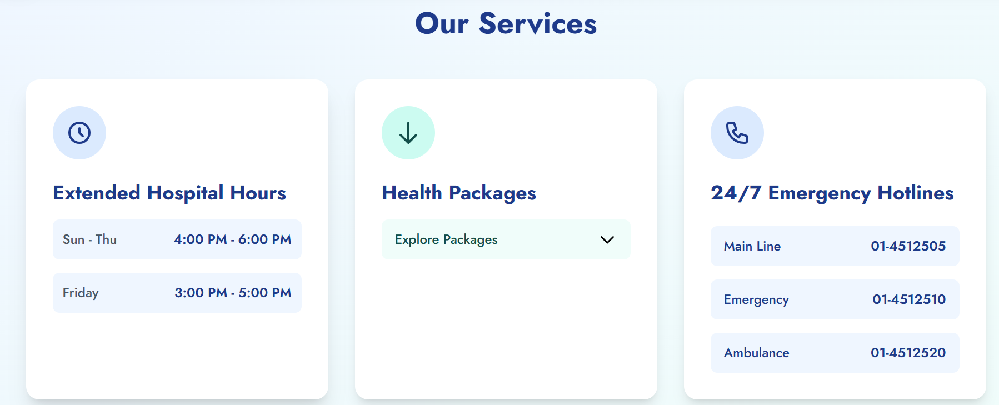 Our Services
Extended Hospital Hours
Sun - Thu 4:00 PM - 6:00 PM
Friday 3:00 PM - 5:00 PM
Health Packages
Explore Packages
24/7 Emergency Hotlines
Main Line 01-4512505
Emergency 01-4512510
Ambulance 01-4512520